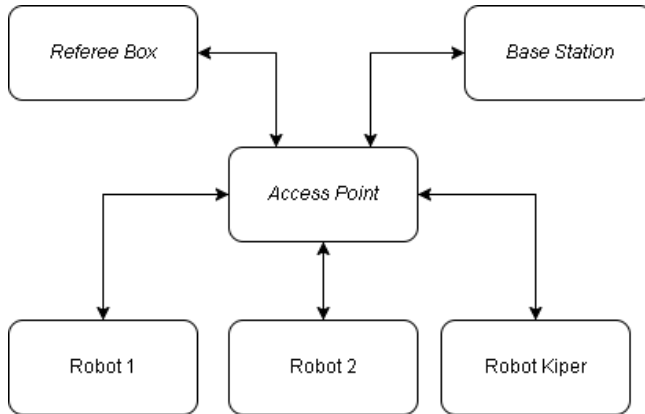 Referee Box
Base Station
Access Point
Robot 1
Robot 2
Robot Kiper